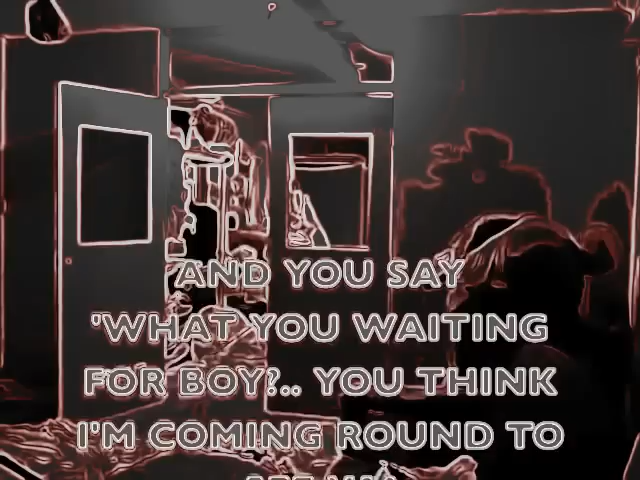 AND YOU SAY
'WHAT YOU WAITING
FOR BOY?.. YOU THINK
I'M COMING ROUND TO